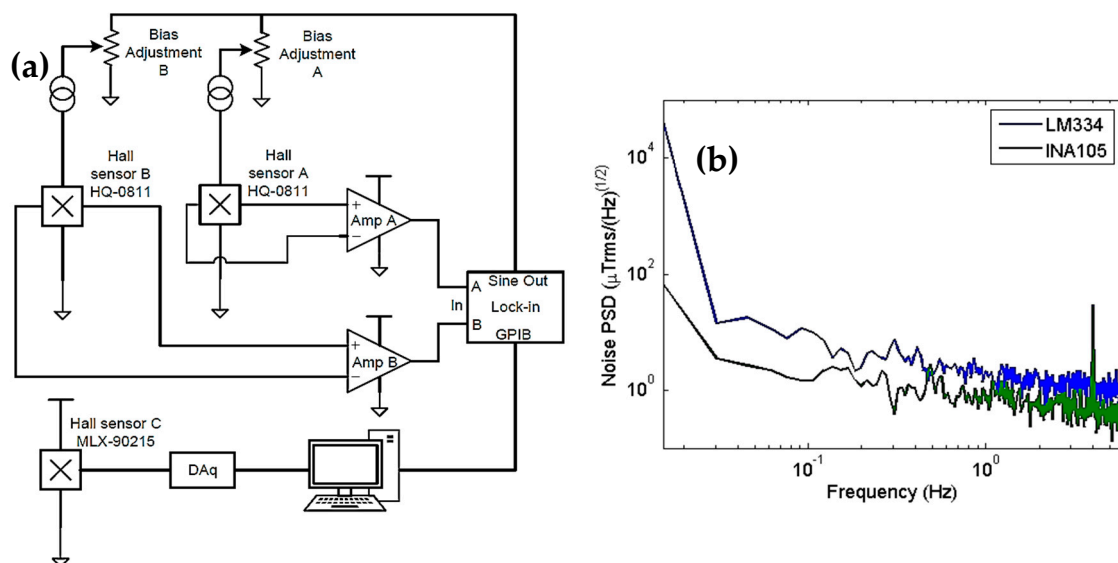 (a)
Bias
Adjustment
B
Bias
Adjustment
A
Hall
sensor B
HQ-0811
Hall
sensor A
HQ-0811
+
Amp A
−
A
Sine Out
In
Lock-in
B
GPIB
+
Amp B
−
Hall sensor C
MLX-90215
DAq
(b)
LM334
INA105
Noise PSD (μTrms/(Hz)^(1/2)
10^4
10^2
10^0
10^-1
10^0
Frequency (Hz)